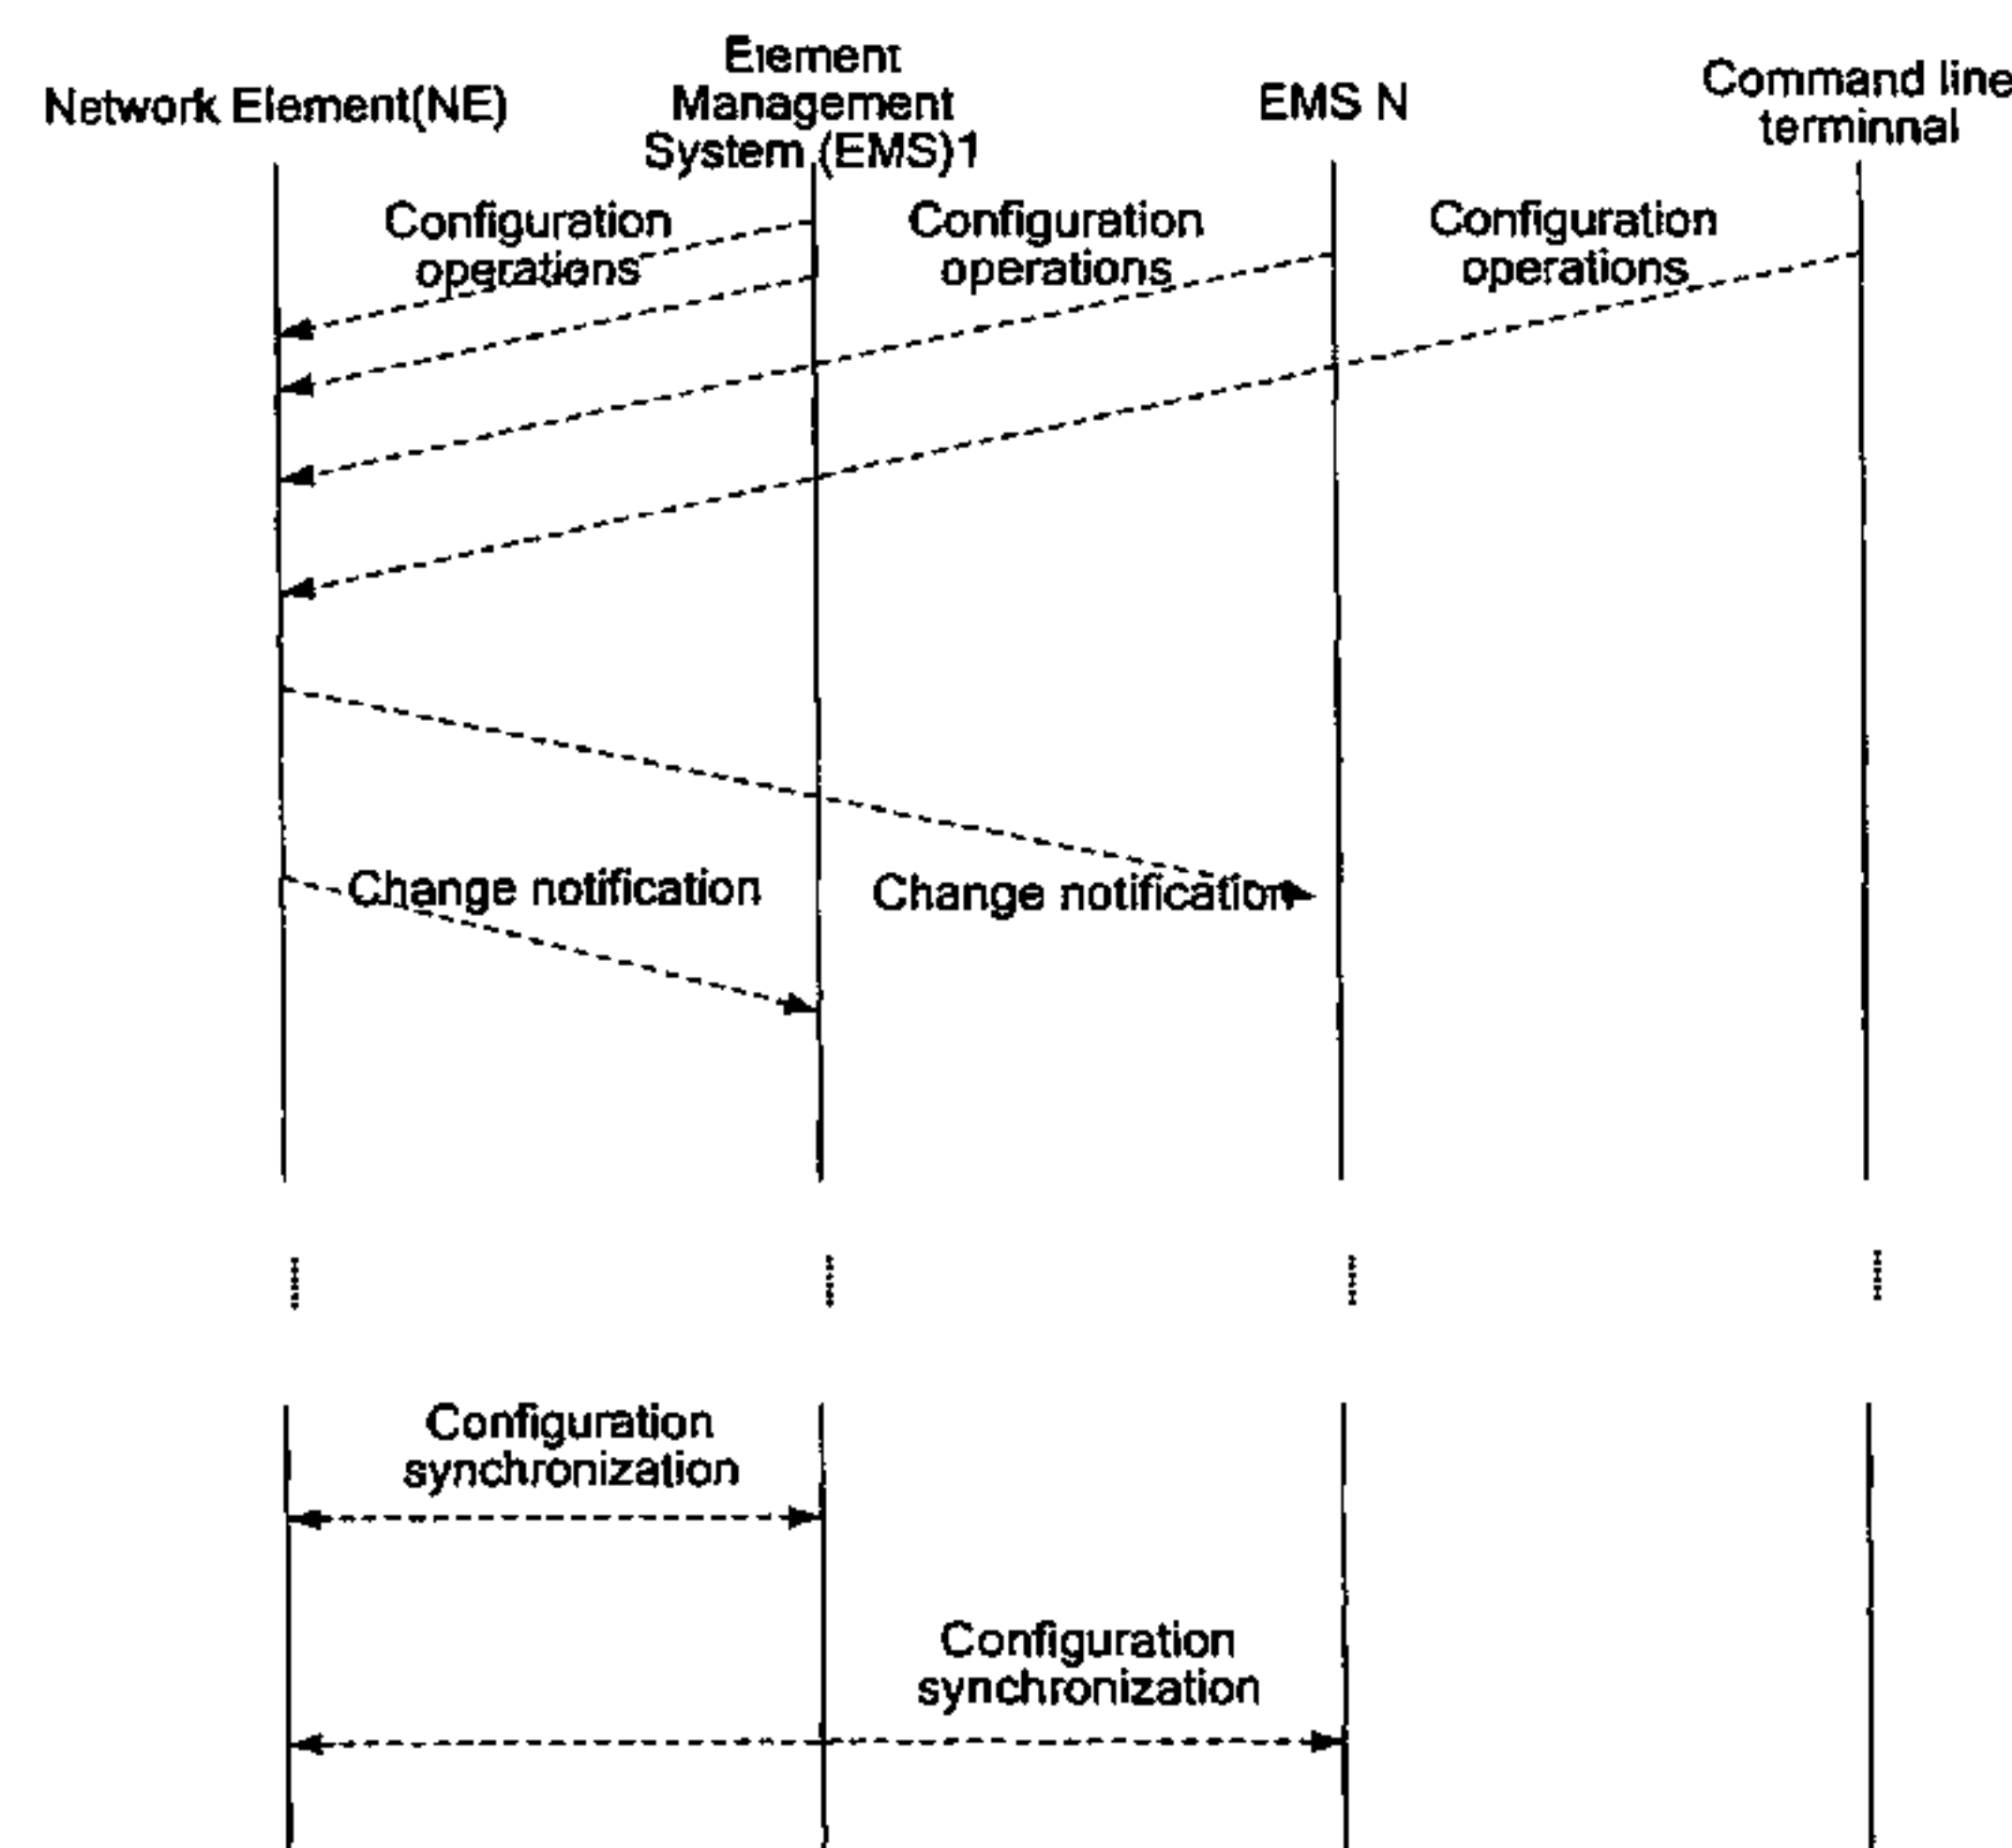 Network Element(NE)
Element
Management
System (EMS)1
EMS N
Command line
terminnal
Configuration
operations
Configuration
operations
Configuration
operations
Change notification
Change notification
Configuration
synchronization
Configuration
synchronization